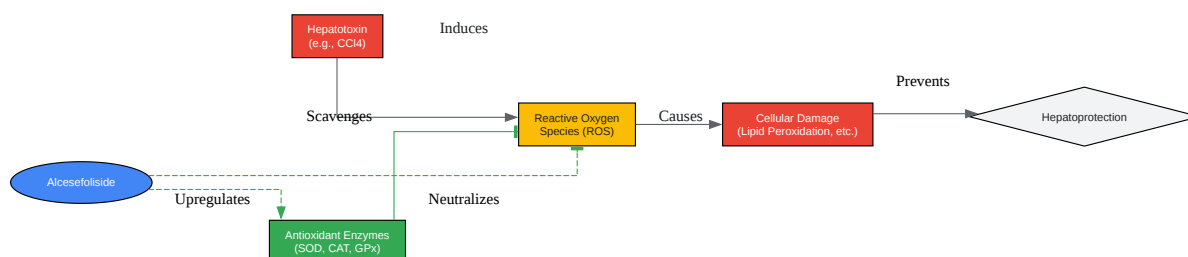 Hepatotoxin
(e.g., CCl4)
Induces
Prevents
Scavenges
Reactive Oxygen
Species (ROS)
Causes
Cellular Damage
(Lipid Peroxidation, etc.)
Hepatoprotection
Alcesefoliside
Upregulates
Neutralizes
Antioxidant Enzymes
(SOD, CAT, GPx)